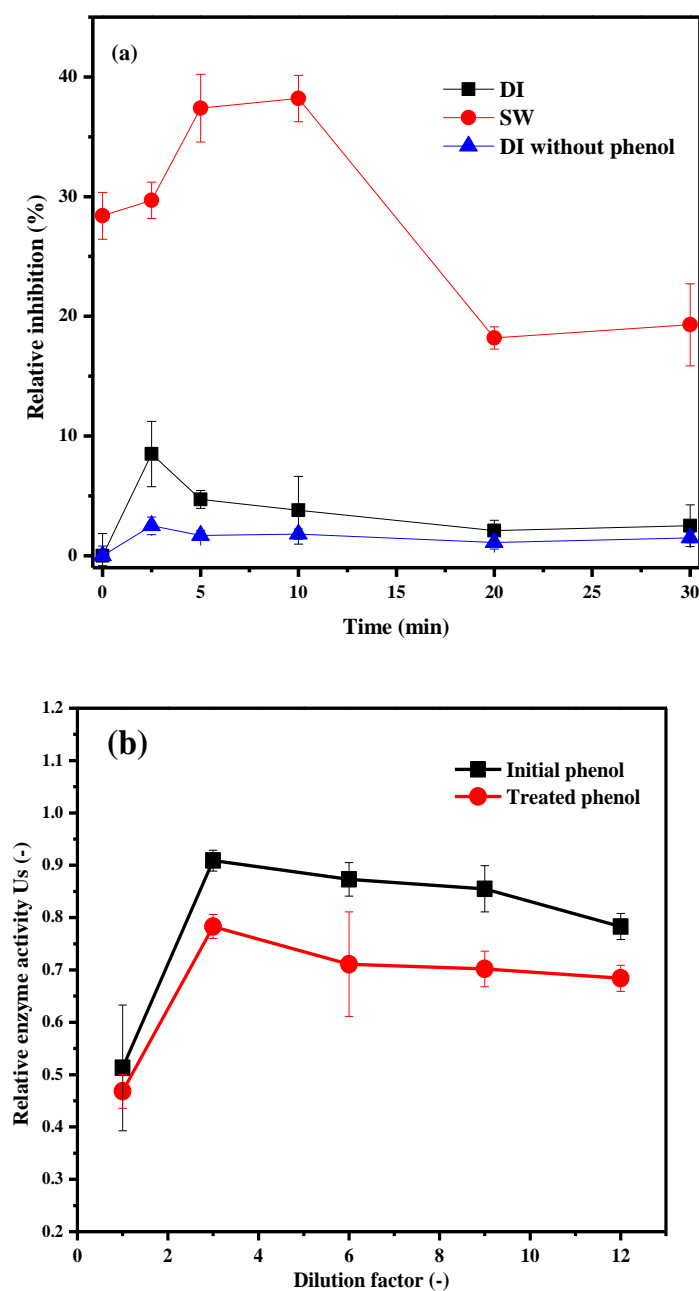 (a)
DI
SW
DI without phenol
40
30
20
10
0
Relative inhibition (%)
0 5 10 15 20 25 30
Time (min)
(b)
Initial phenol
Treated phenol
1.2
1.1
1.0
0.9
0.8
0.7
0.6
0.5
0.4
0.3
0.2
Relative enzyme activity Us (-)
0 2 4 6 8 10 12
Dilution factor (-)